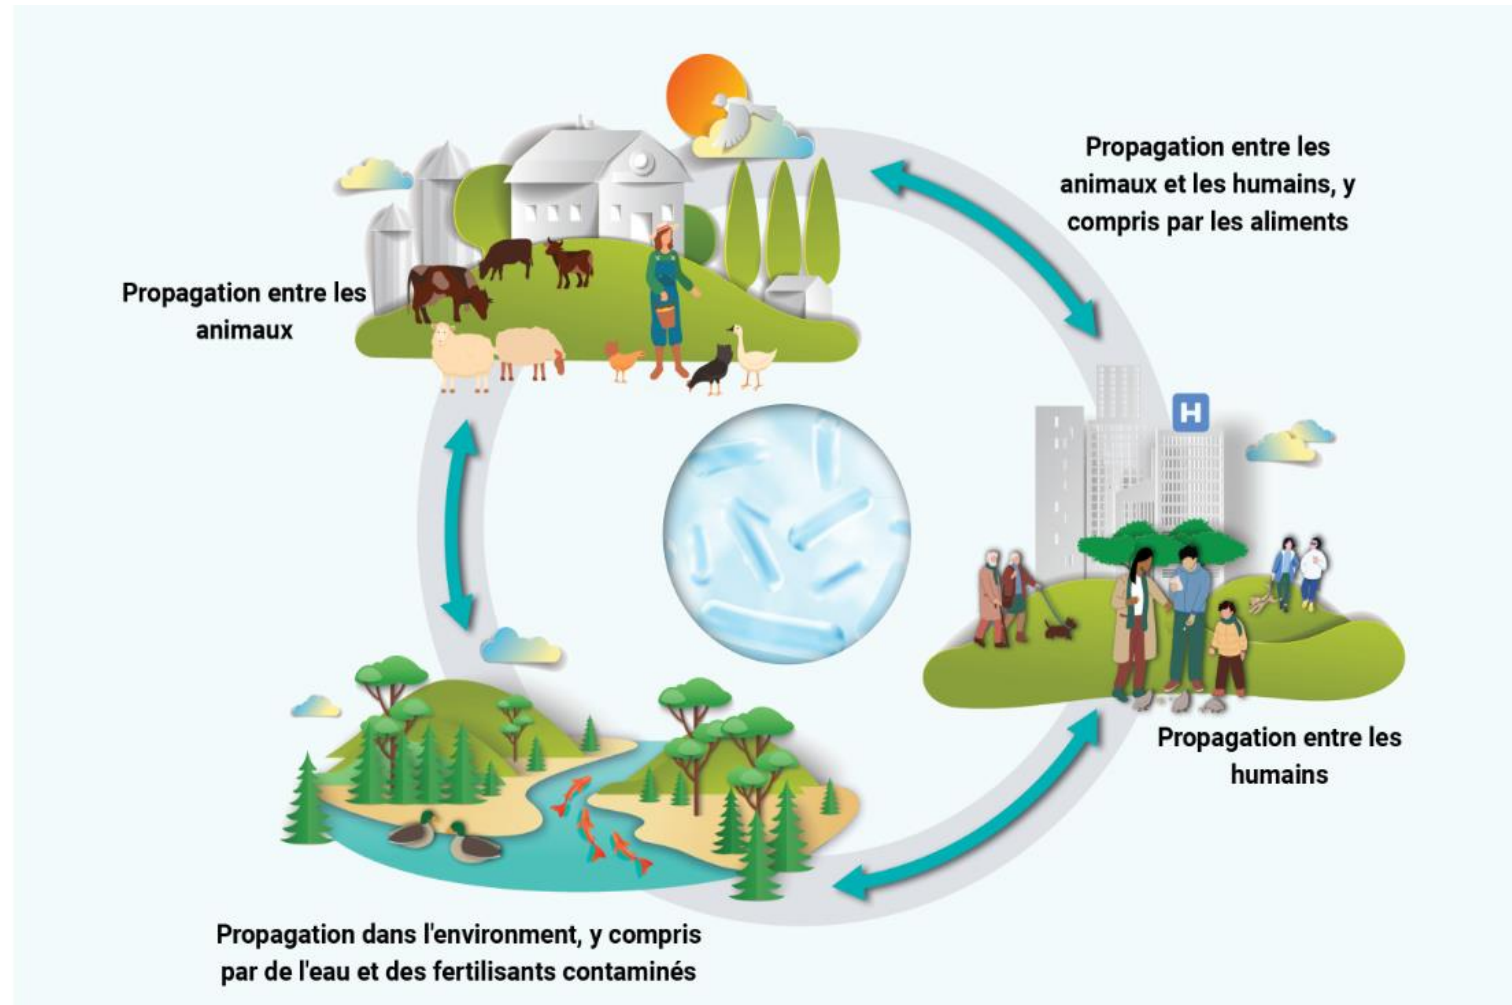 Propagation entre les
animaux et les humains, y
compris par les aliments
Propagation entre les
animaux
H
Propagation entre les
humains
Propagation dans l'environment, y compris
par de l'eau et des fertilisants contaminés